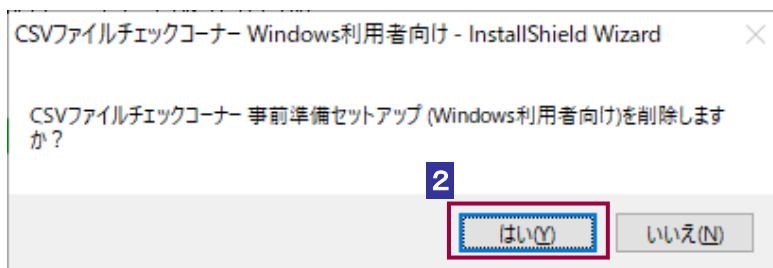 CSVファイルチェックコーナー Windows利用者向け - InstallShield Wizard
CSVファイルチェックコーナー 事前準備セットアップ (Windows利用者向け)を削除します
か？
2
はい(Y)
いいえ(N)